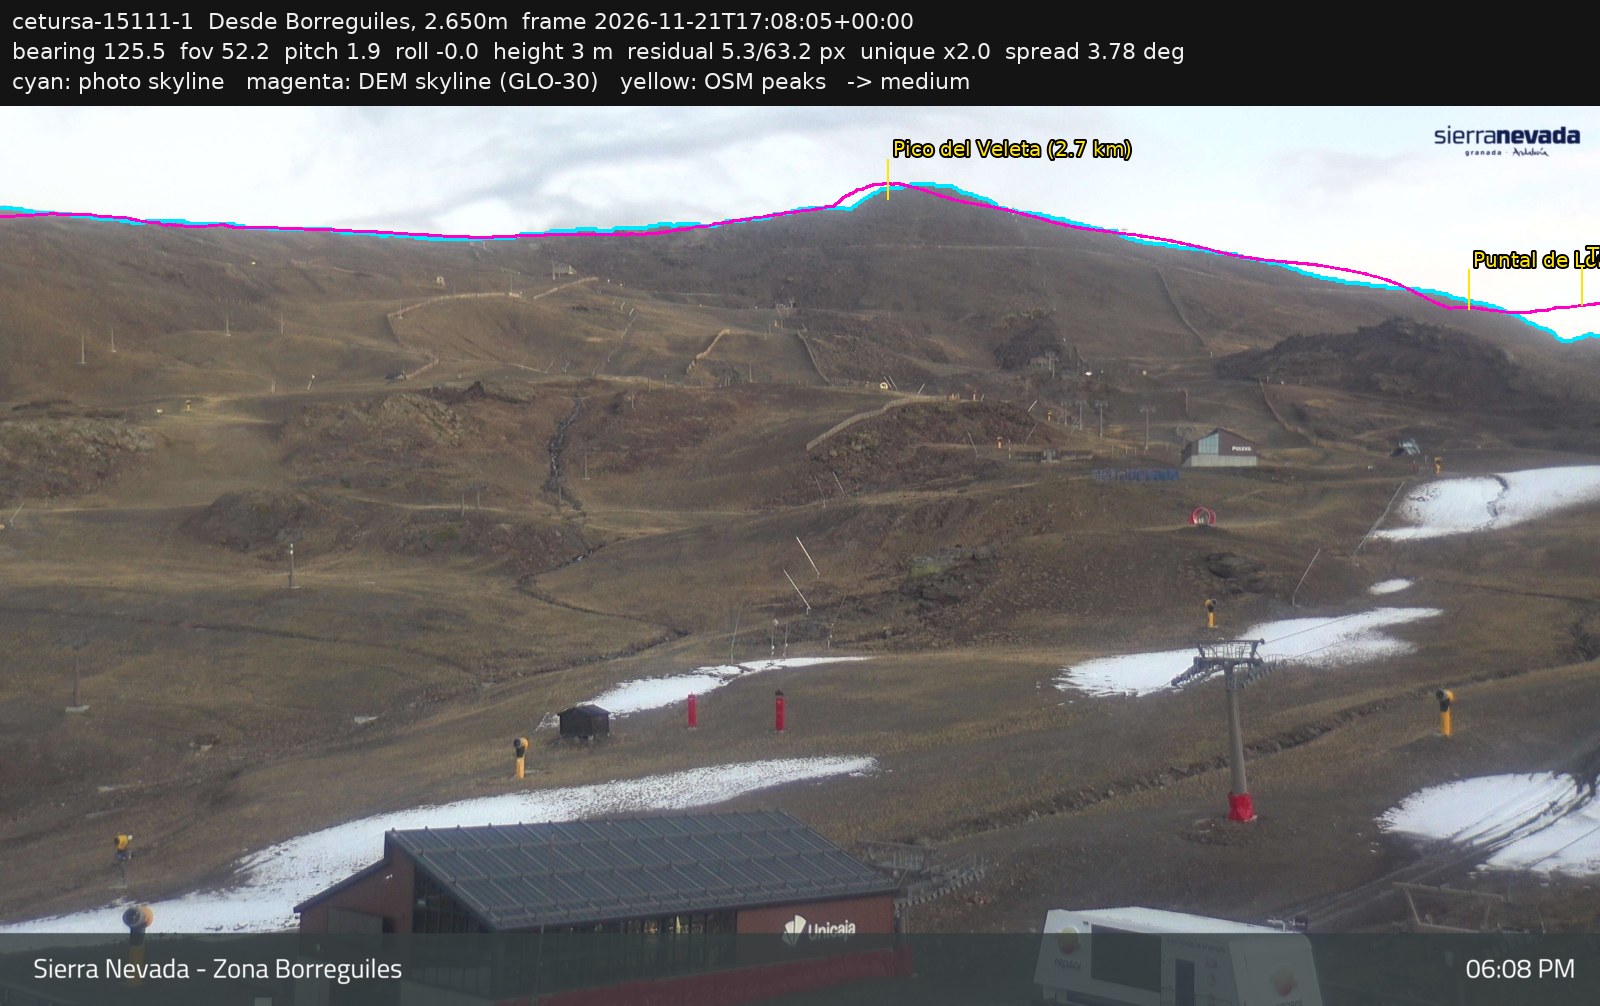 cetursa-15111-1  Desde Borreguiles, 2.650m  frame 2026-11-21T17:08:05+00:00
bearing 125.5  fov 52.2  pitch 1.9  roll -0.0  height 3 m  residual 5.3/63.2 px  unique x2.0  spread 3.78 deg
cyan: photo skyline   magenta: DEM skyline (GLO-30)   yellow: OSM peaks   -> medium
sierranevada
granada · Andalucía
Pico del Veleta (2.7 km)
Puntal de
Unicaja
Sierra Nevada - Zona Borreguiles
06:08 PM